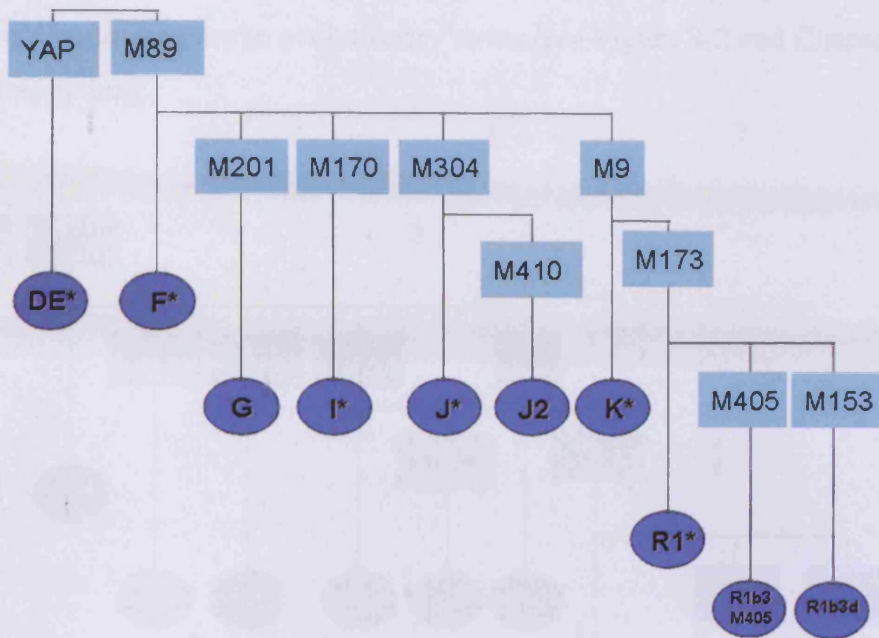 YAP M89
M201 M170 M304 M9
M410 M173
DE* F*
G I* J* J2 K* M405 M153
R1*
R1b3 R1b3d
M405